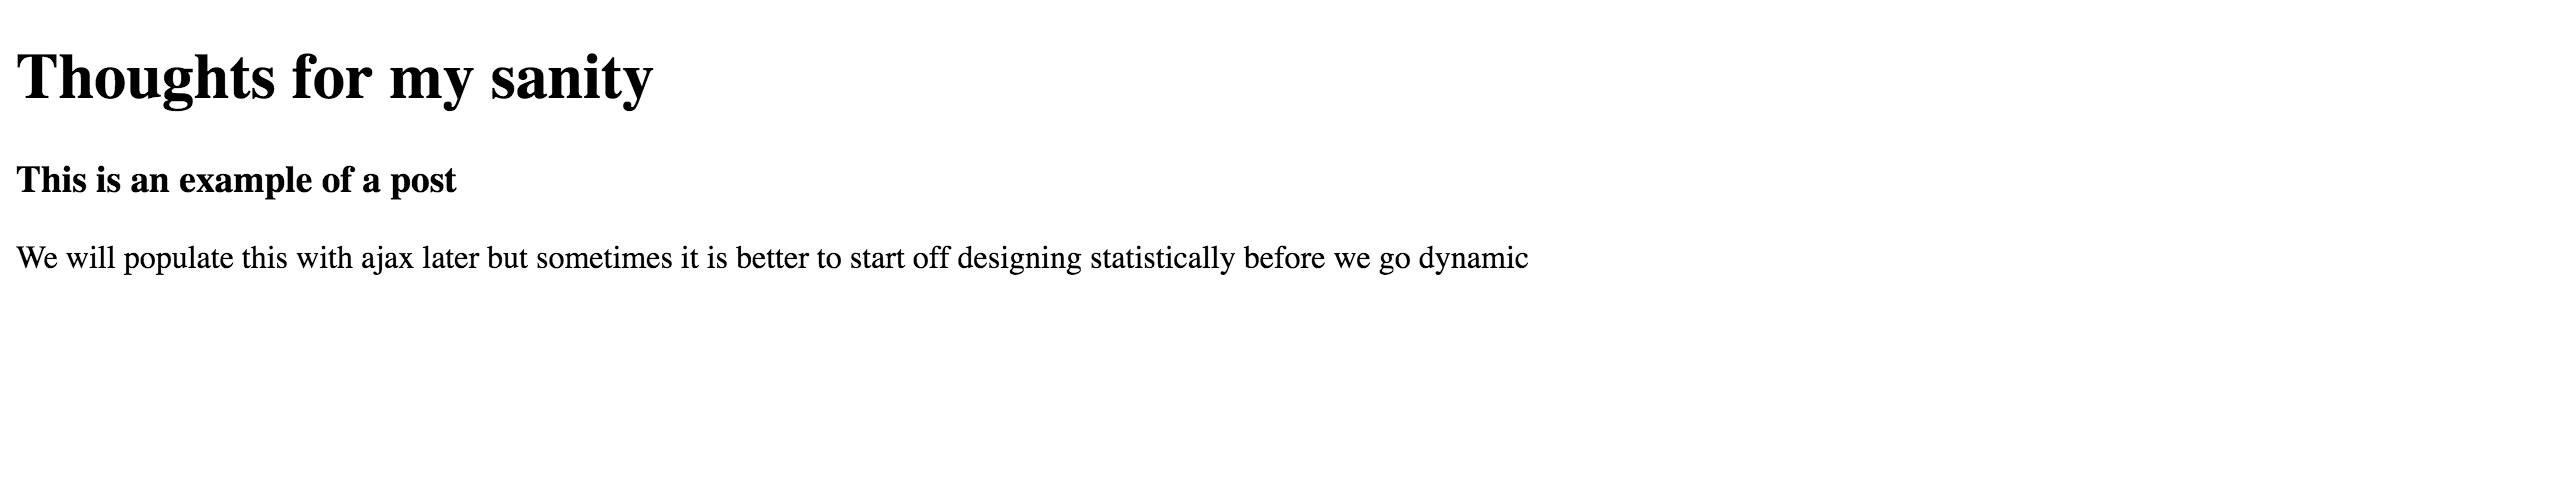 Thoughts for my sanity
This is an example of a post
We will populate this with ajax later but sometimes it is better to start off designing statistically before we go dynamic